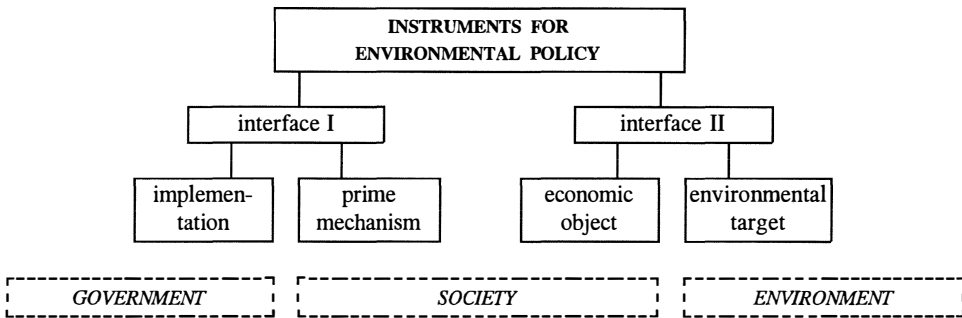 INSTRUMENTS FOR
ENVIRONMENTAL POLICY
interface I
interface II
implemen-
tation
prime
mechanism
economic
object
environmental
target
GOVERNMENT
SOCIETY
ENVIRONMENT